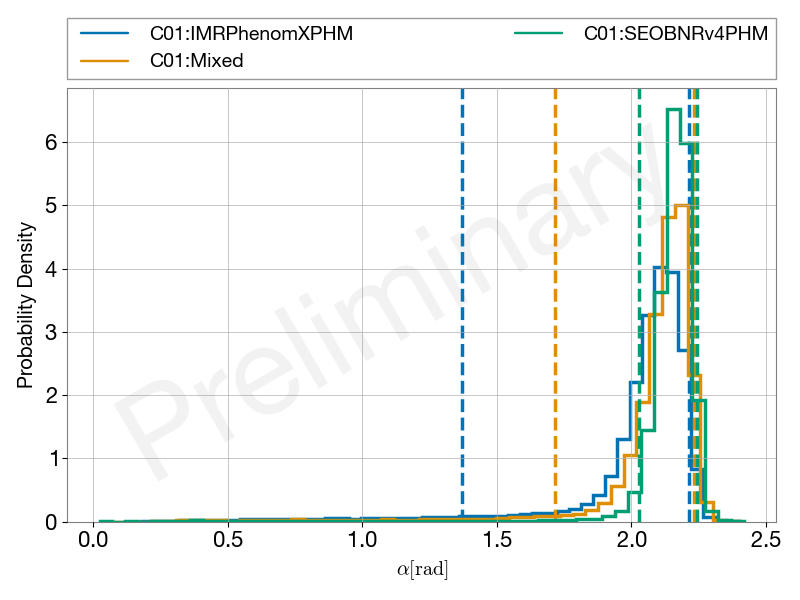 C01:IMRPhenomXPHM
C01:SEOBNRv4PHM
C01:Mixed
Preliminary
Probability Density
6
5
4
3
2
1
0
0.0 0.5 1.0 1.5 2.0 2.5
α[rad]